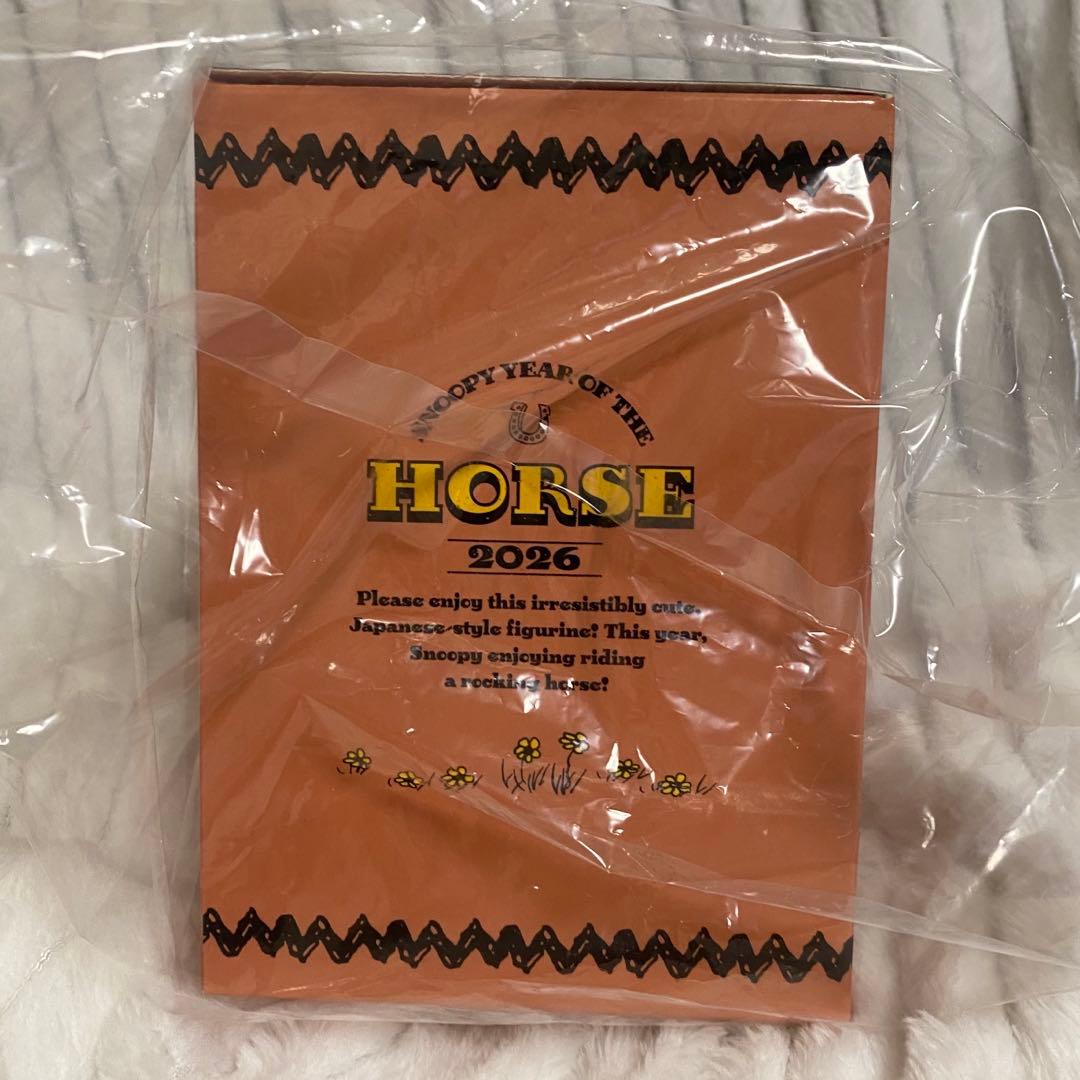 SNOOPY YEAR OF THE
HORSE
2026
Please enjoy this irresistibly cute,
Japanese-style figurine! This year,
Snoopy enjoying riding
a rocking horse!